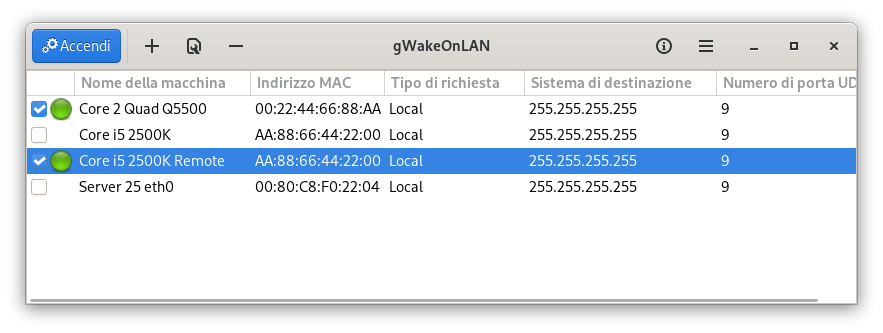 Accendi gWakeOnLAN
Nome della macchina Indirizzo MAC Tipo di richiesta Sistema di destinazione Numero di porta UD
Core 2 Quad Q5500 00:22:44:66:88:AA Local 255.255.255.255 9
Core i5 2500K AA:88:66:44:22:00 Local 255.255.255.255 9
Core i5 2500K Remote AA:88:66:44:22:00 Local 255.255.255.255 9
Server 25 eth0 00:80:C8:F0:22:04 Local 255.255.255.255 9